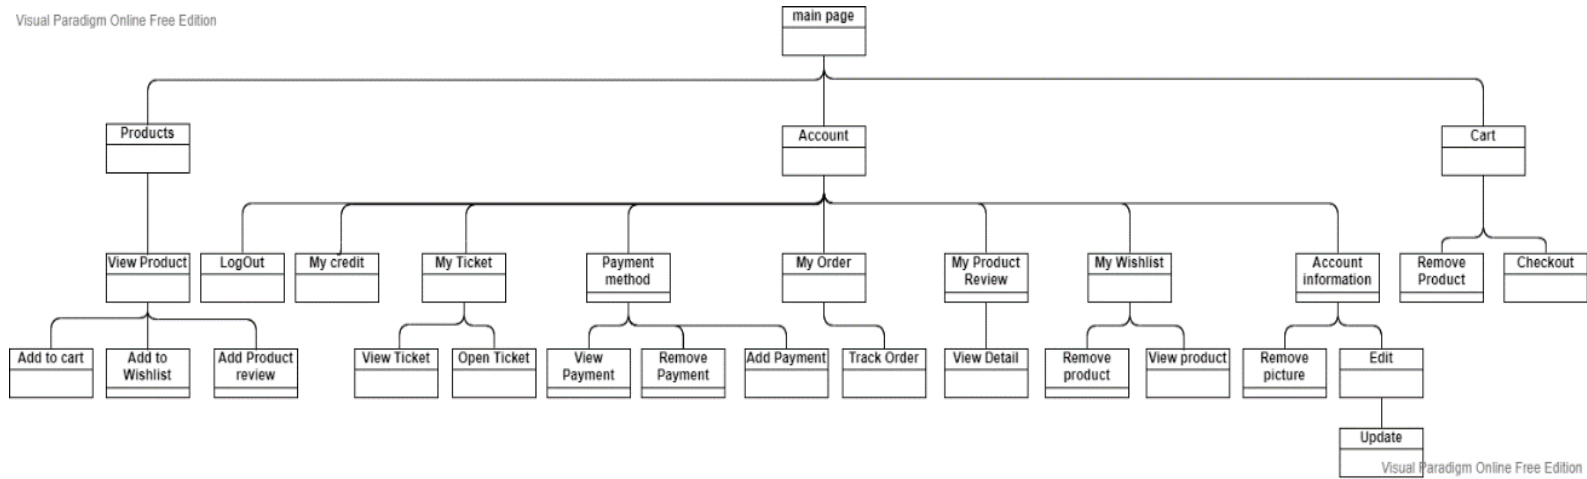 Visual Paradigm Online Free Edition
main page
Products
Account
Cart
View Product
LogOut
My credit
My Ticket
Payment
method
My Order
My Product
Review
My Wishlist
Account
information
Remove
Product
Checkout
Add to cart
Add to
Wishlist
Add Product
review
View Ticket
Open Ticket
View
Payment
Remove
Payment
Add Payment
Track Order
View Detail
Remove
product
View product
Remove
picture
Edit
Update
Visual Paradigm Online Free Edition